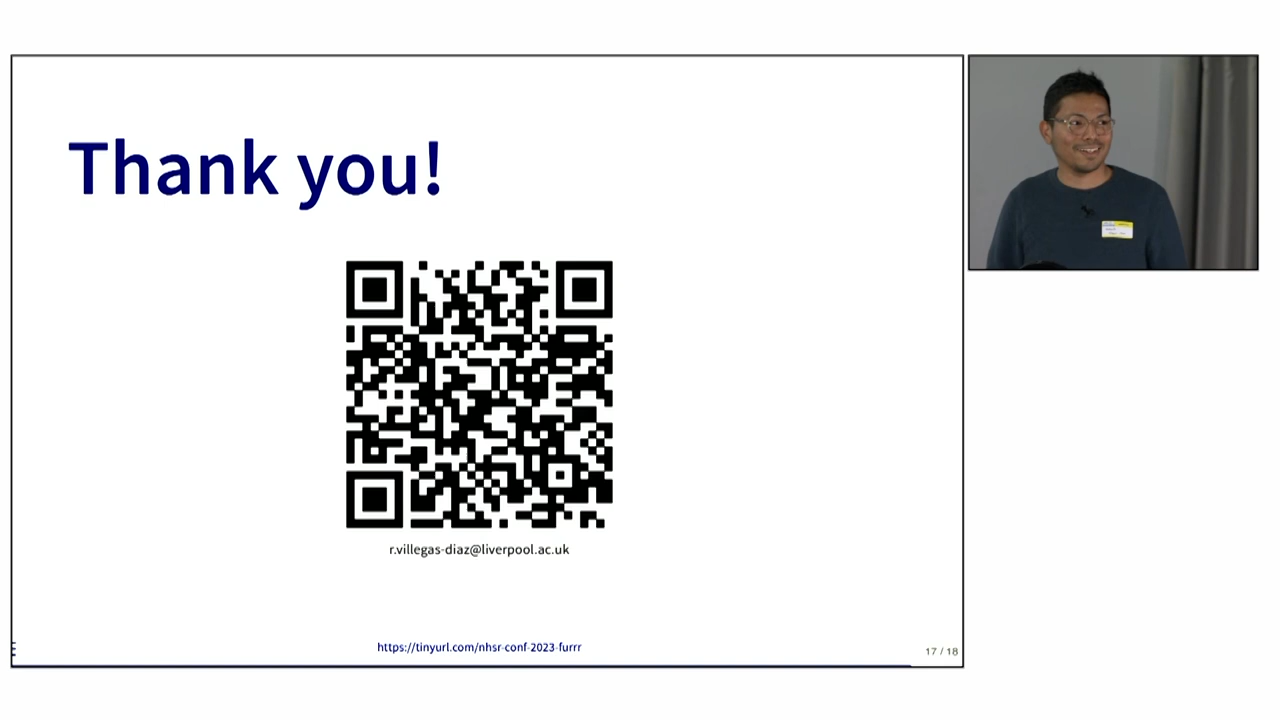 Thank you!
r.villegas-diaz@liverpool.ac.uk
https://tinyurl.com/nhsr-conf-2023-furrr
17 / 18